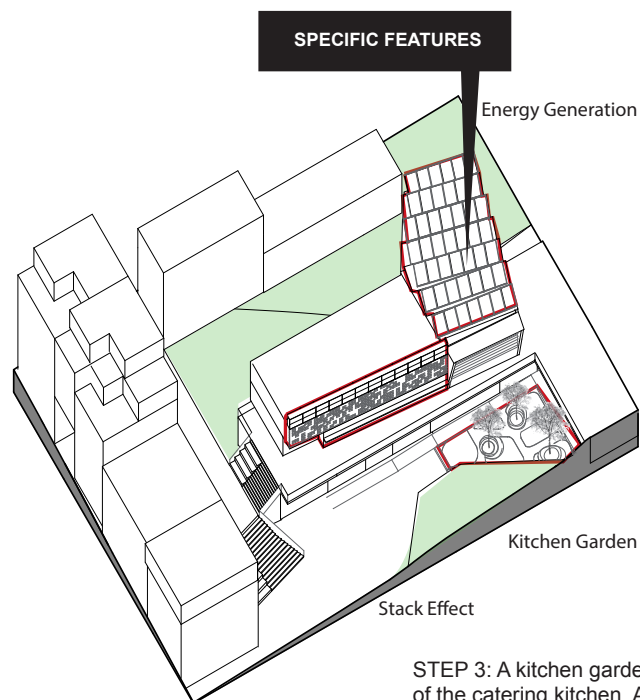 SPECIFIC FEATURES
Energy Generation
Kitchen Garden
Stack Effect
STEP 3: A kitchen garde
of the catering kitchen. A